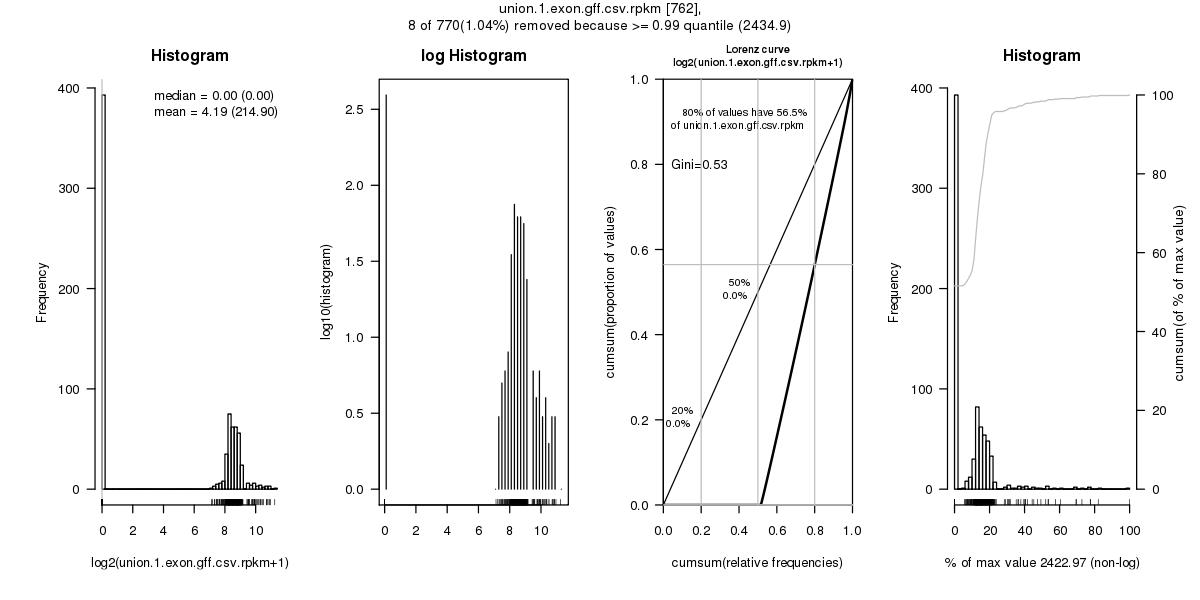 union.1.exon.gff.csv.rpkm [762],
8 of 770(1.04%) removed because >= 0.99 quantile (2434.9)
Histogram
median = 0.00 (0.00)
mean = 4.19 (214.90)
400
300
200
100
0
Frequency
0 2 4 6 8 10
log2(union.1.exon.gff.csv.rpkm+1)
log Histogram
2.5
2.0
1.5
1.0
0.5
0.0
log10(histogram)
0 2 4 6 8 10
Lorenz curve
log2(union.1.exon.gff.csv.rpkm+1)
80% of values have 56.5%
of union.1.exon.gff.csv.rpkm
Gini=0.53
50%
0.0%
20%
0.0%
1.0
0.8
0.6
0.4
0.2
0.0
cumsum(proportion of values)
0.0 0.2 0.4 0.6 0.8 1.0
cumsum(relative frequencies)
Histogram
400
300
200
100
0
Frequency
100
80
60
40
20
0
cumsum(of % of max value)
0 20 40 60 80 100
% of max value 2422.97 (non-log)